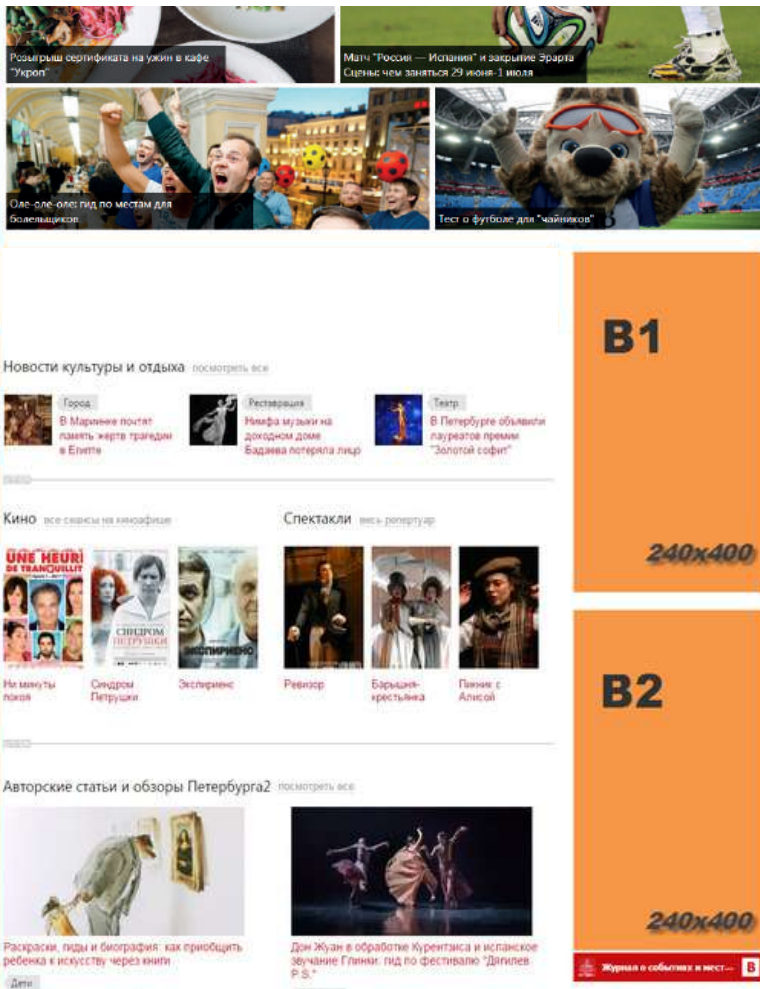 Розыгрыш сертификата на ужин в кафе
"Укроп"
Матч "Россия — Испания" и закрытие Эрарта
Сцены: чем заняться 29 июня-1 июля
Оле-оле-оле: гид по местам для
болельщиков
Тест о футболе для "чайников"
B1
240x400
Новости культуры и отдыха посмотреть все
Город
В Мариинке почтят
память жертв трагедии
в Египте
Реставрация
Нимфа музыки на
доходном доме
Бадаева потеряла лицо
Театр
В Петербурге объявили
лауреатов премии
"Золотой софит"
Кино все сеансы на киноафише
Спектакли весь репертуар
UNE HEURE
DE TRANQUILLIT
СИНДРОМ
ПЕТРУШКИ
ЭКСПИРИЕНС
Ни минуты
покоя
Синдром
Петрушки
Экспириенс
Ревизор
Барышня-
крестьянка
Пикник с
Алисой
B2
240x400
Авторские статьи и обзоры Петербурга2 посмотреть все
Раскраски, гиды и биография: как приобщить
ребенка к искусству через книги
Дети
Дон Жуан в обработке Курентзиса и испанское
звучание Глинки: гид по фестивалю "Дягилев
P.S."
Журнал о событиях и мест...
В